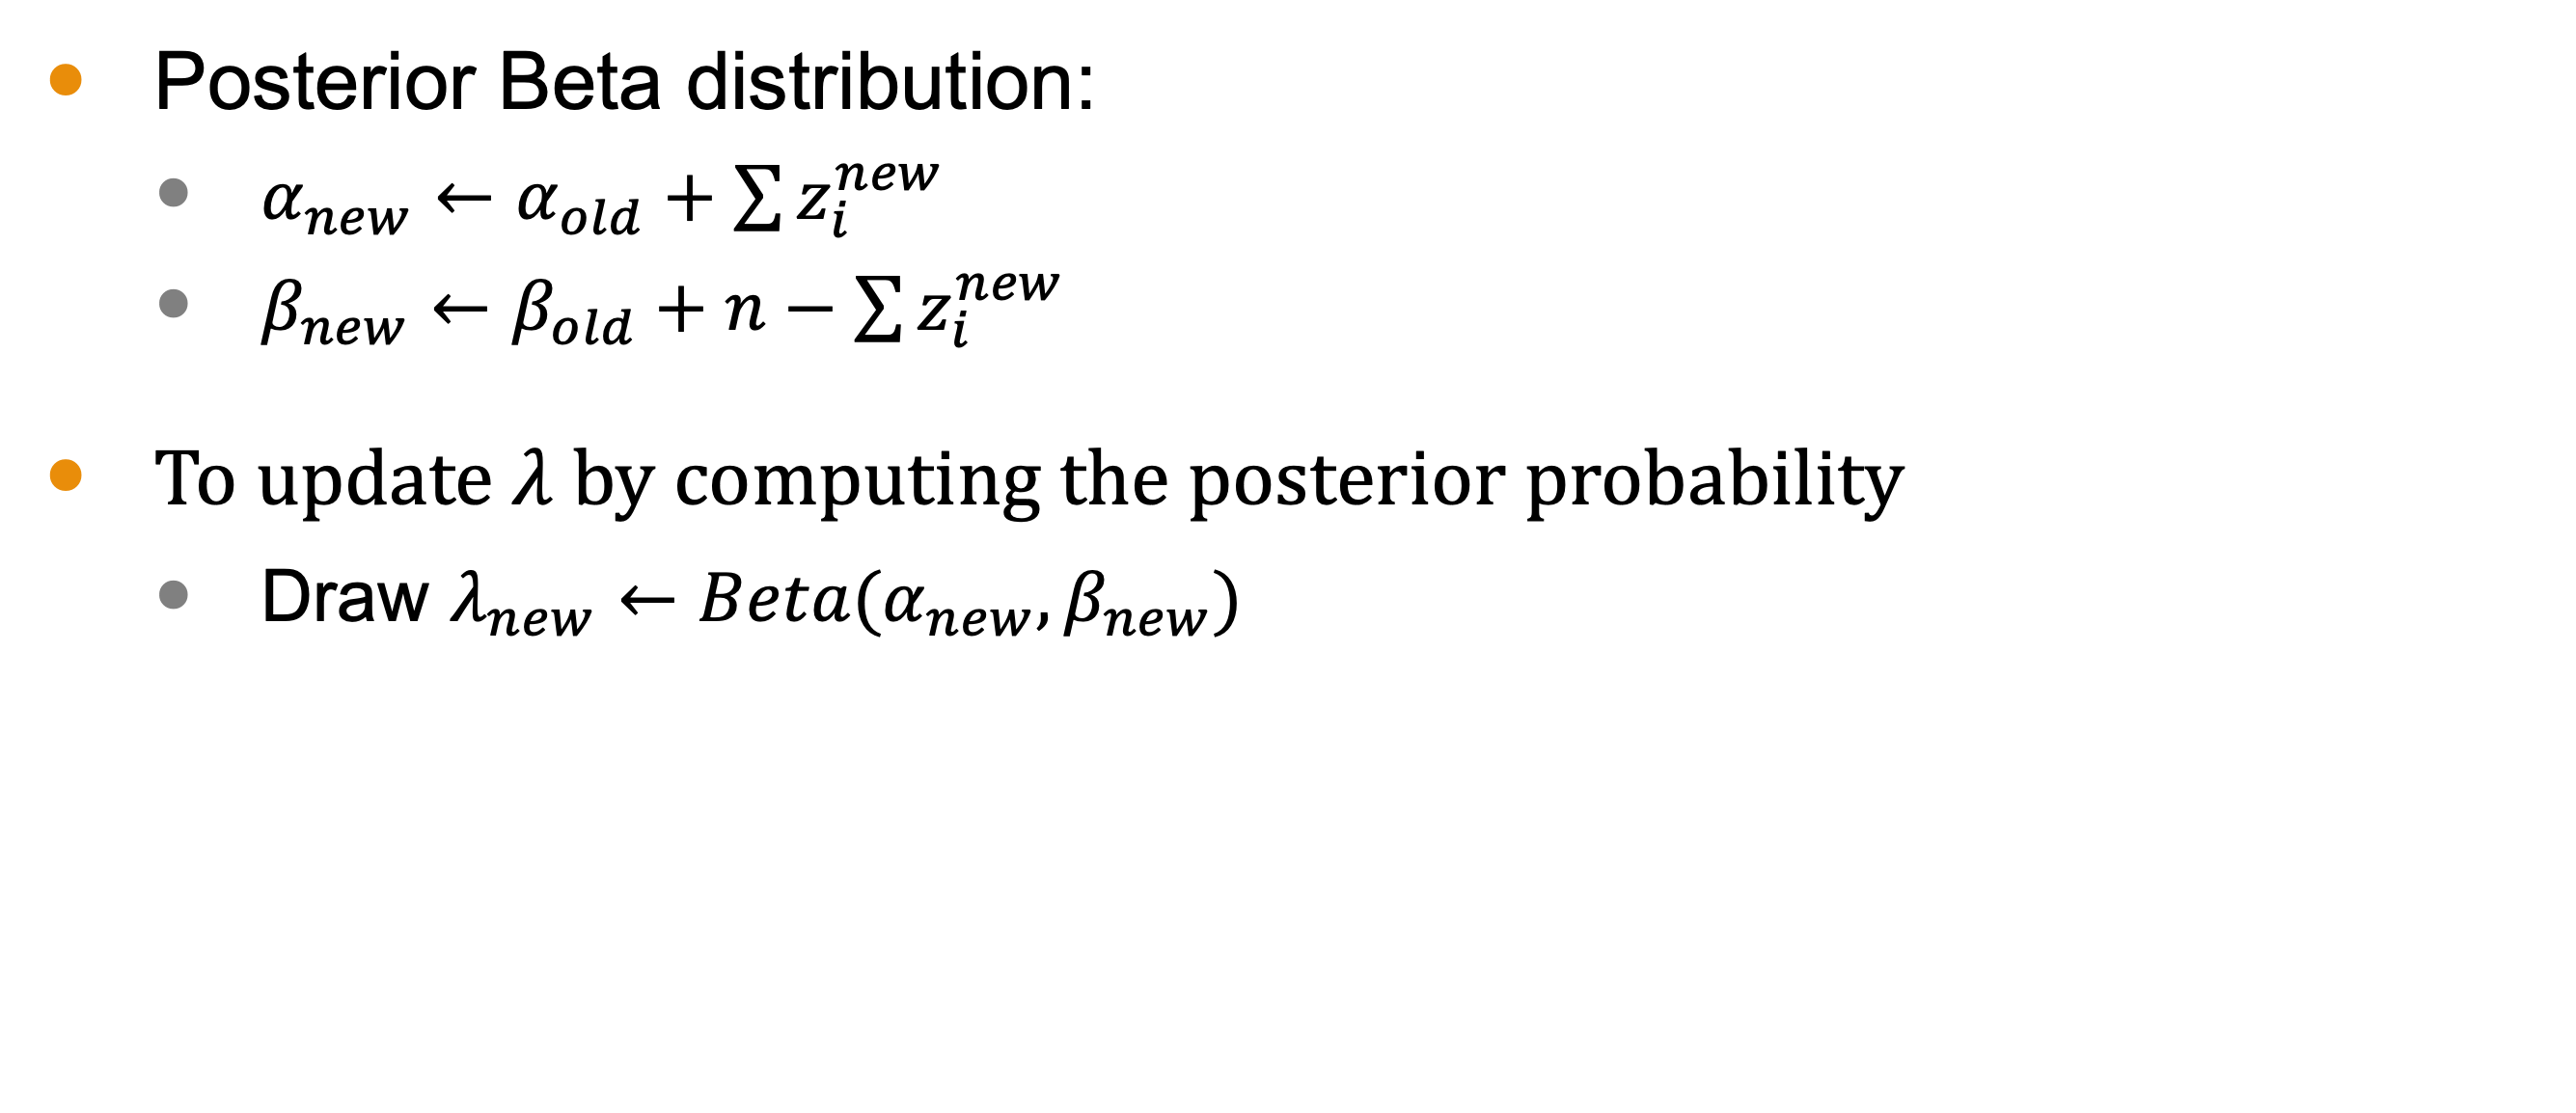 • Posterior Beta distribution:
• α_new ← α_old + ∑ z_i^new
• β_new ← β_old + n − ∑ z_i^new
• To update λ by computing the posterior probability
• Draw λ_new ← Beta(α_new, β_new)